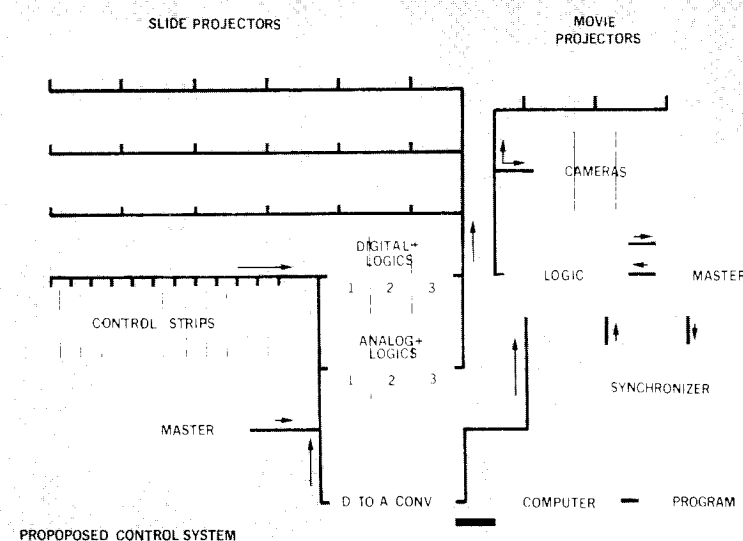 SLIDE PROJECTORS
MOVIE
PROJECTORS
CAMERAS
DIGITAL+
LOGICS
1 2 3
LOGIC
MASTER
CONTROL STRIPS
ANALOG+
LOGICS
1 2 3
SYNCHRONIZER
MASTER
D TO A CONV
COMPUTER
PROGRAM
PROPOPOSED CONTROL SYSTEM